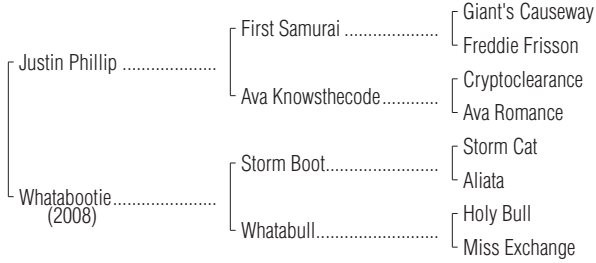 Giant's Causeway
First Samurai ....................
Freddie Frisson
Justin Phillip ....................
Cryptoclearance
Ava Knowsthecode............
Ava Romance
Storm Cat
Storm Boot........................
Aliata
Whatabootie......................
(2008)
Holy Bull
Whatabull..........................
Miss Exchange